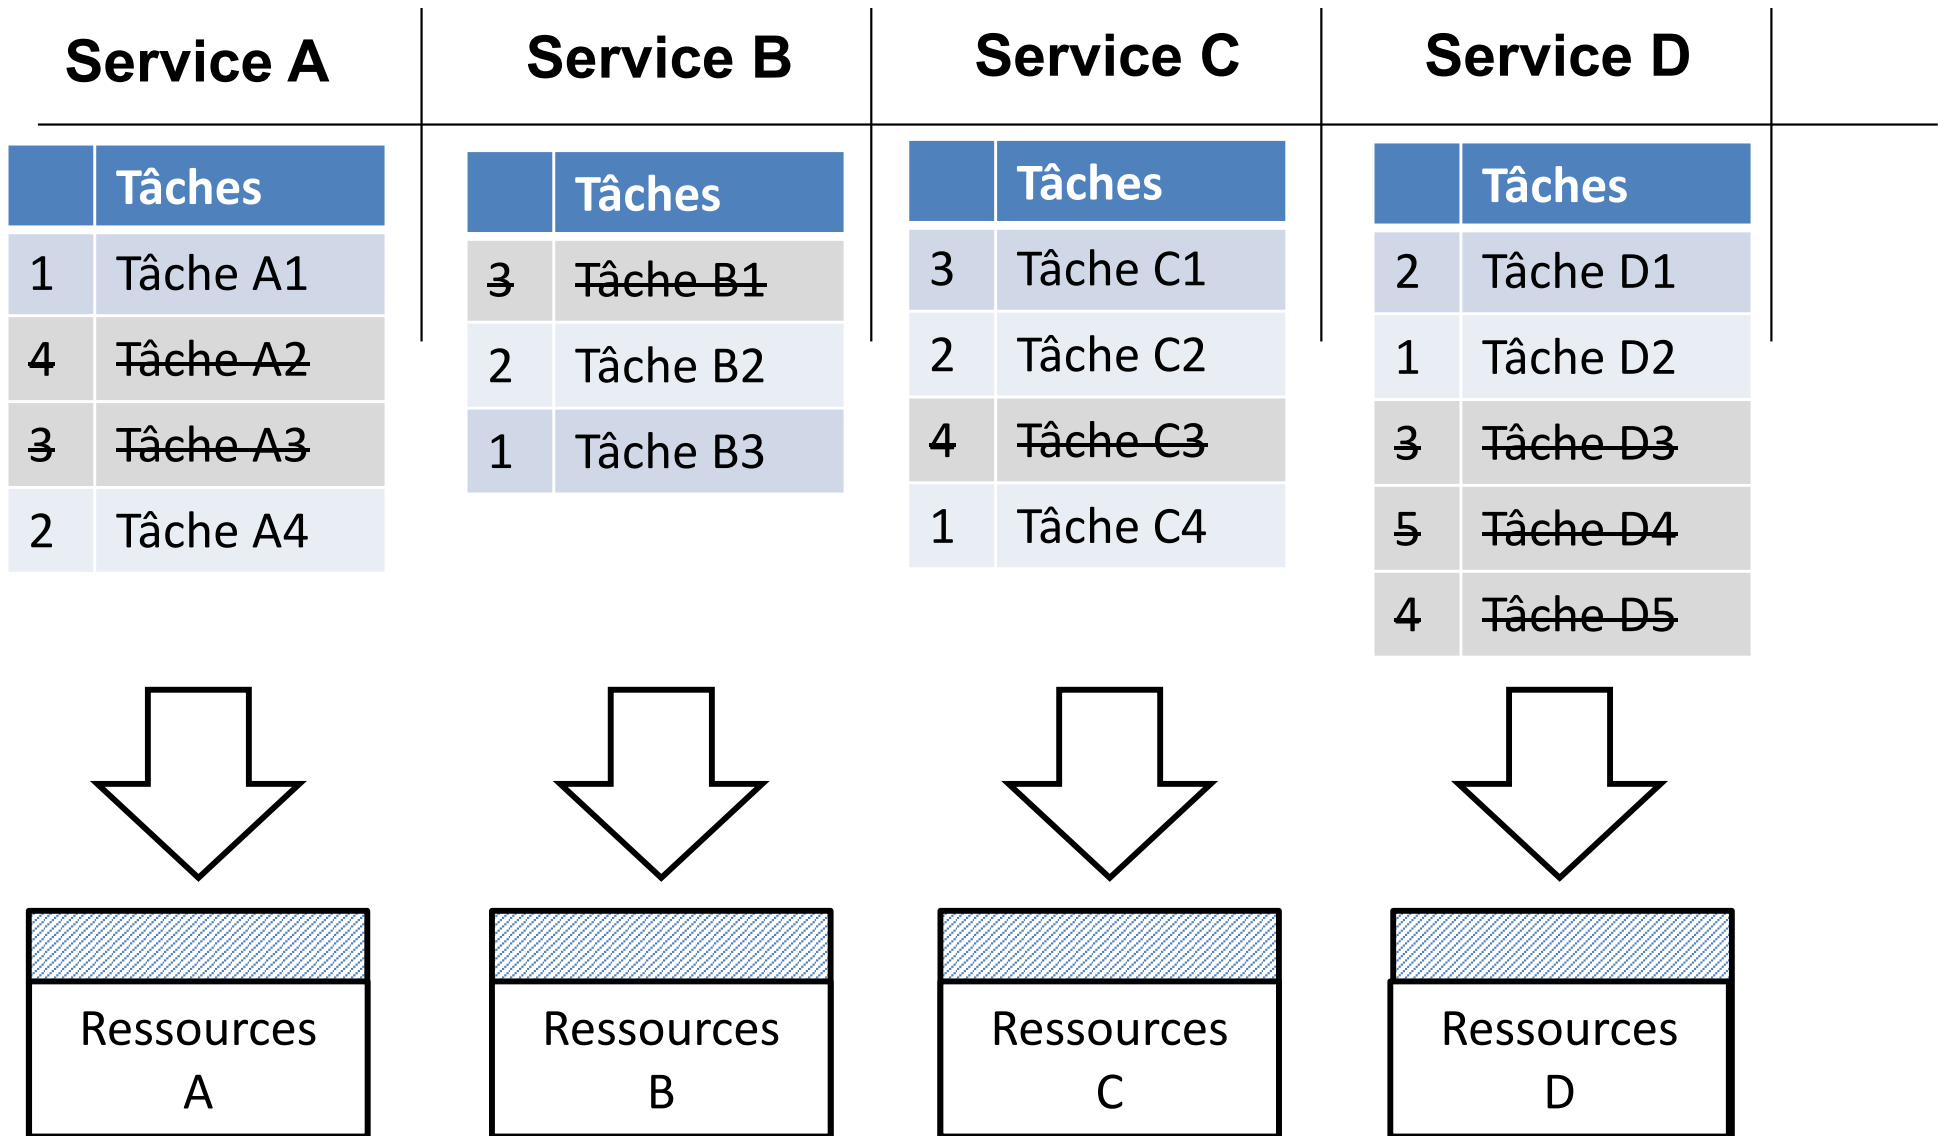 Service A
Service B
Service C
Service D
Tâches
1 Tâche A1
4 Tâche A2
3 Tâche A3
2 Tâche A4
Tâches
3 Tâche B1
2 Tâche B2
1 Tâche B3
Tâches
3 Tâche C1
2 Tâche C2
4 Tâche C3
1 Tâche C4
Tâches
2 Tâche D1
1 Tâche D2
3 Tâche D3
5 Tâche D4
4 Tâche D5
Ressources
A
Ressources
B
Ressources
C
Ressources
D